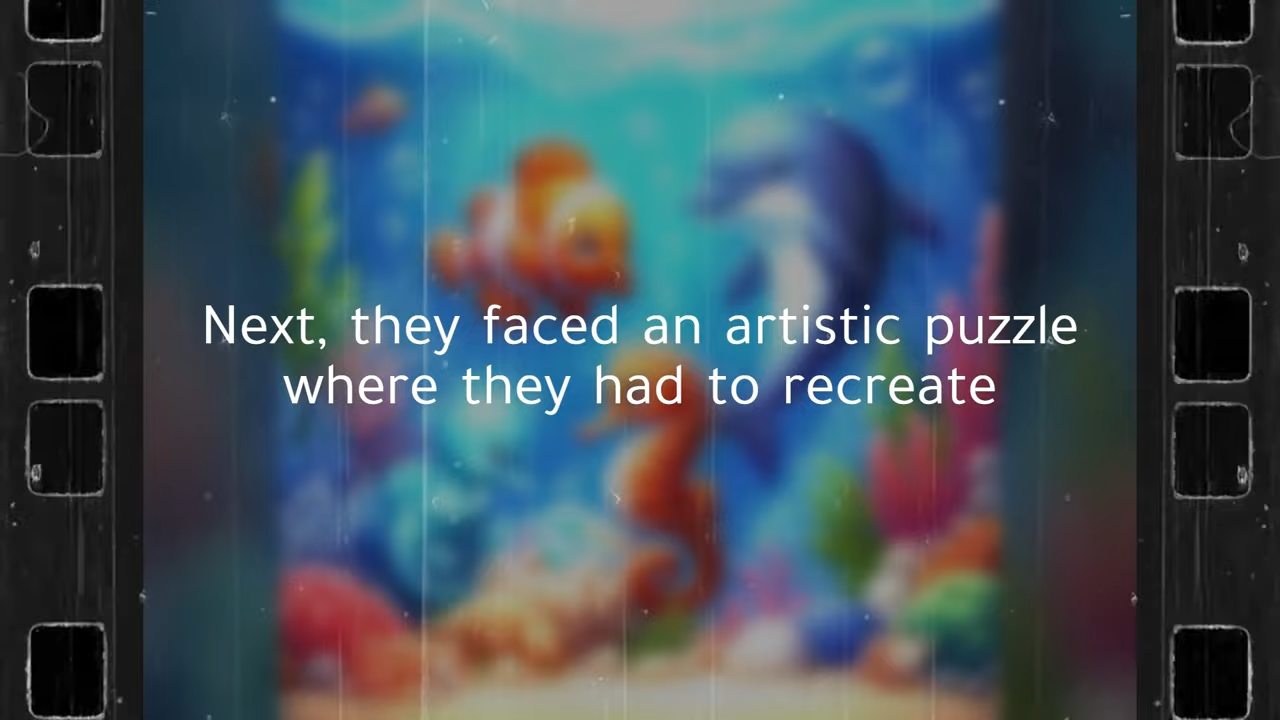 Next, they faced an artistic puzzle
where they had to recreate